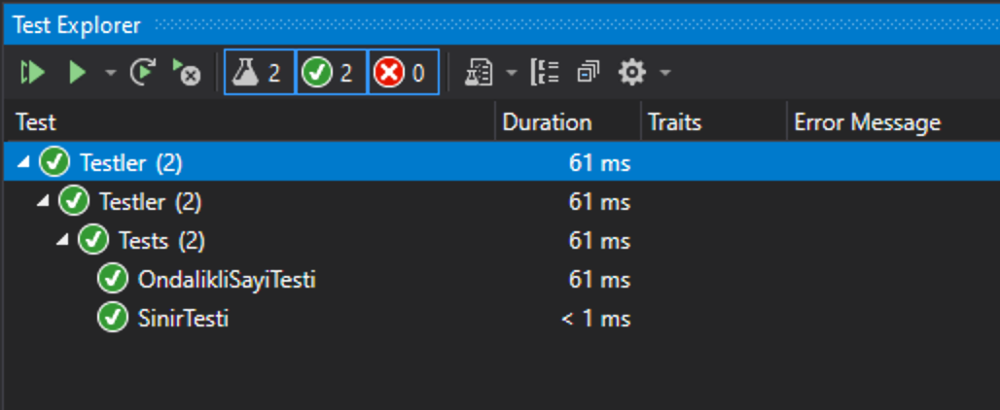 Test Explorer
2 2 0
Test Duration Traits Error Message
Testler (2) 61 ms
Testler (2) 61 ms
Tests (2) 61 ms
OndalikliSayiTesti 61 ms
SinirTesti < 1 ms